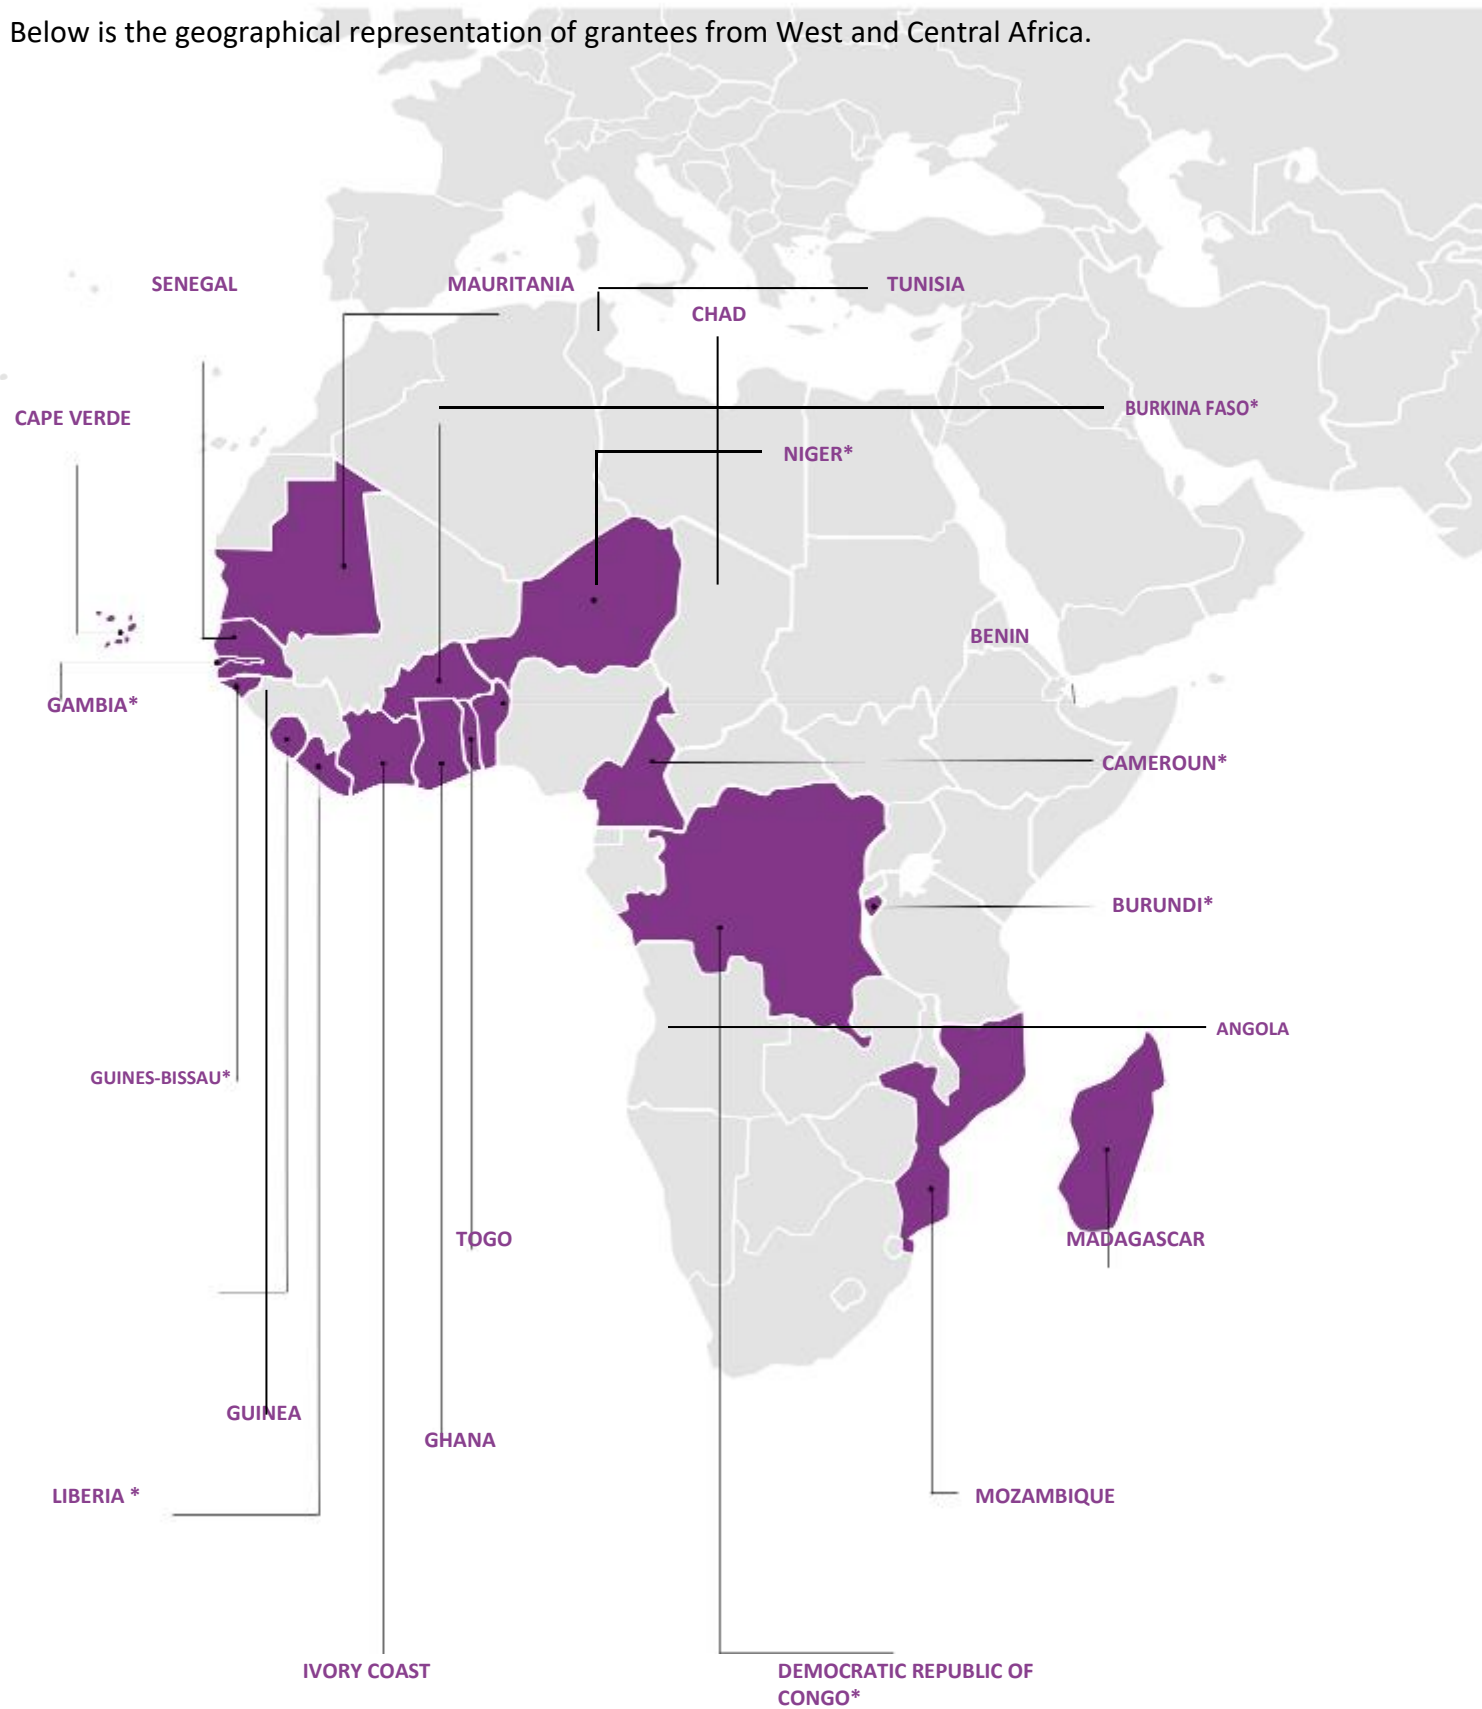 Below is the geographical representation of grantees from West and Central Africa.
SENEGAL
MAURITANIA
TUNISIA
CHAD
CAPE VERDE
BURKINA FASO*
NIGER*
BENIN
GAMBIA*
CAMEROUN*
BURUNDI*
ANGOLA
GUINES-BISSAU*
TOGO
MADAGASCAR
GUINEA
GHANA
LIBERIA *
MOZAMBIQUE
IVORY COAST
DEMOCRATIC REPUBLIC OF
CONGO*